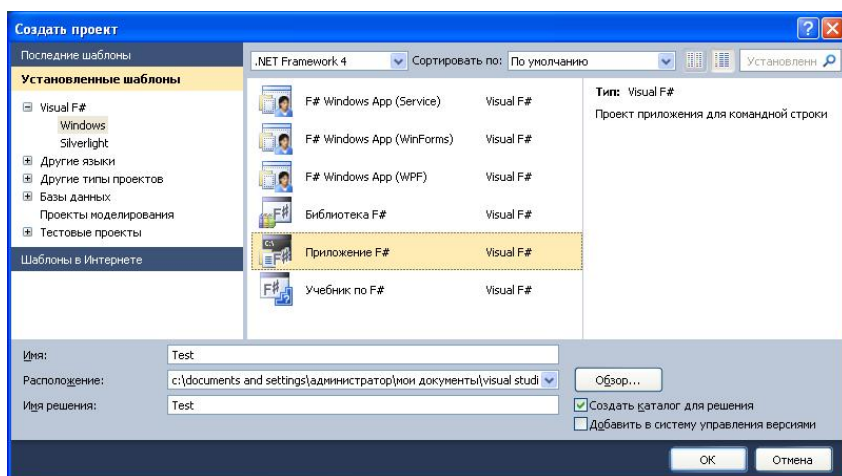 Создать проект
Последние шаблоны
.NET Framework 4
Сортировать по:
По умолчанию
Установленн
Установленные шаблоны
Visual F#
Windows
Silverlight
Другие языки
Другие типы проектов
Базы данных
Проекты моделирования
Тестовые проекты
Шаблоны в Интернете
F# Windows App (Service) Visual F#
F# Windows App (WinForms) Visual F#
F# Windows App (WPF) Visual F#
Библиотека F# Visual F#
Приложение F# Visual F#
Учебник по F# Visual F#
Тип: Visual F#
Проект приложения для командной строки
Имя: Test
Расположение: c:\documents and settings\администратор\мои документы\visual studi
Обзор...
Имя решения: Test
Создать каталог для решения
Добавить в систему управления версиями
OK
Отмена